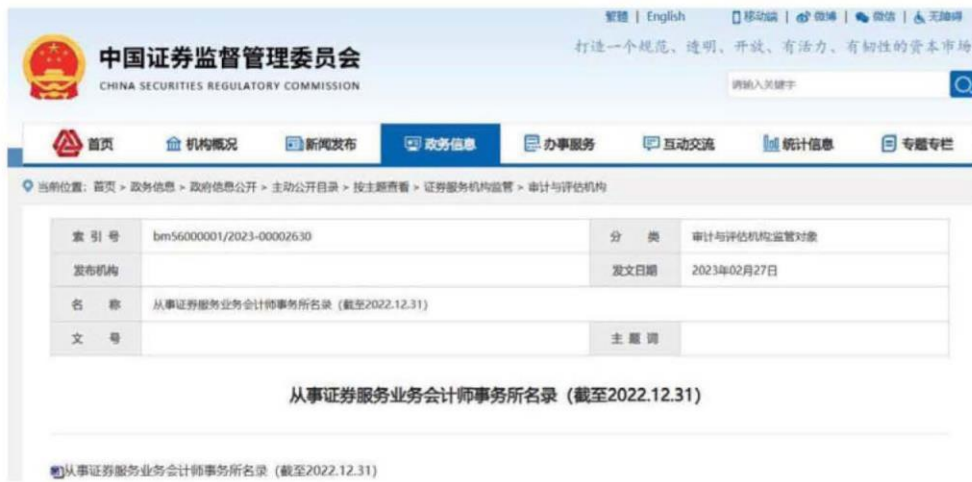 繁體 | English 移动端 | 微博 | 微信 | 无障碍
打造一个规范、透明、开放、有活力、有韧性的资本市场
中国证券监督管理委员会
CHINA SECURITIES REGULATORY COMMISSION
请输入关键字
首页 机构概况 新闻发布 政务信息 办事服务 互动交流 统计信息 专题专栏
当前位置：首页 > 政务信息 > 政府信息公开 > 主动公开目录 > 按主题查看 > 证券服务机构监管 > 审计与评估机构
索 引 号 bm56000001/2023-00002630 分 类 审计与评估机构;监管对象
发布机构 发文日期 2023年02月27日
名 称 从事证券服务业务会计师事务所名录（截至2022.12.31）
文 号 主 题 词
从事证券服务业务会计师事务所名录（截至2022.12.31）
从事证券服务业务会计师事务所名录（截至2022.12.31）